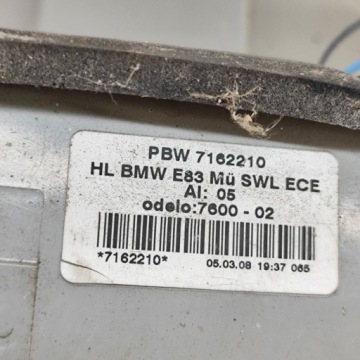 PBW 7162210
HL BMW E83 Mü SWL ECE
AI: 05
odelo:7600 - 02
*7162210*
05.03.08 19:37 065